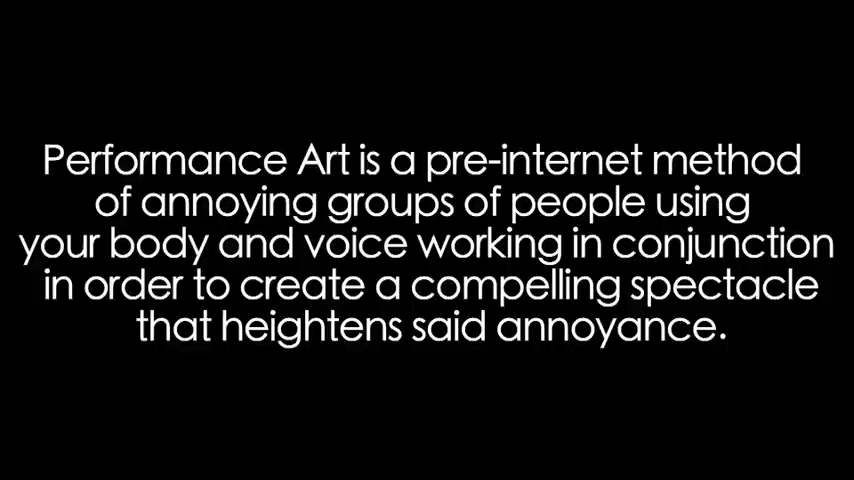 Performance Art is a pre-internet method
of annoying groups of people using
your body and voice working in conjunction
in order to create a compelling spectacle
that heightens said annoyance.